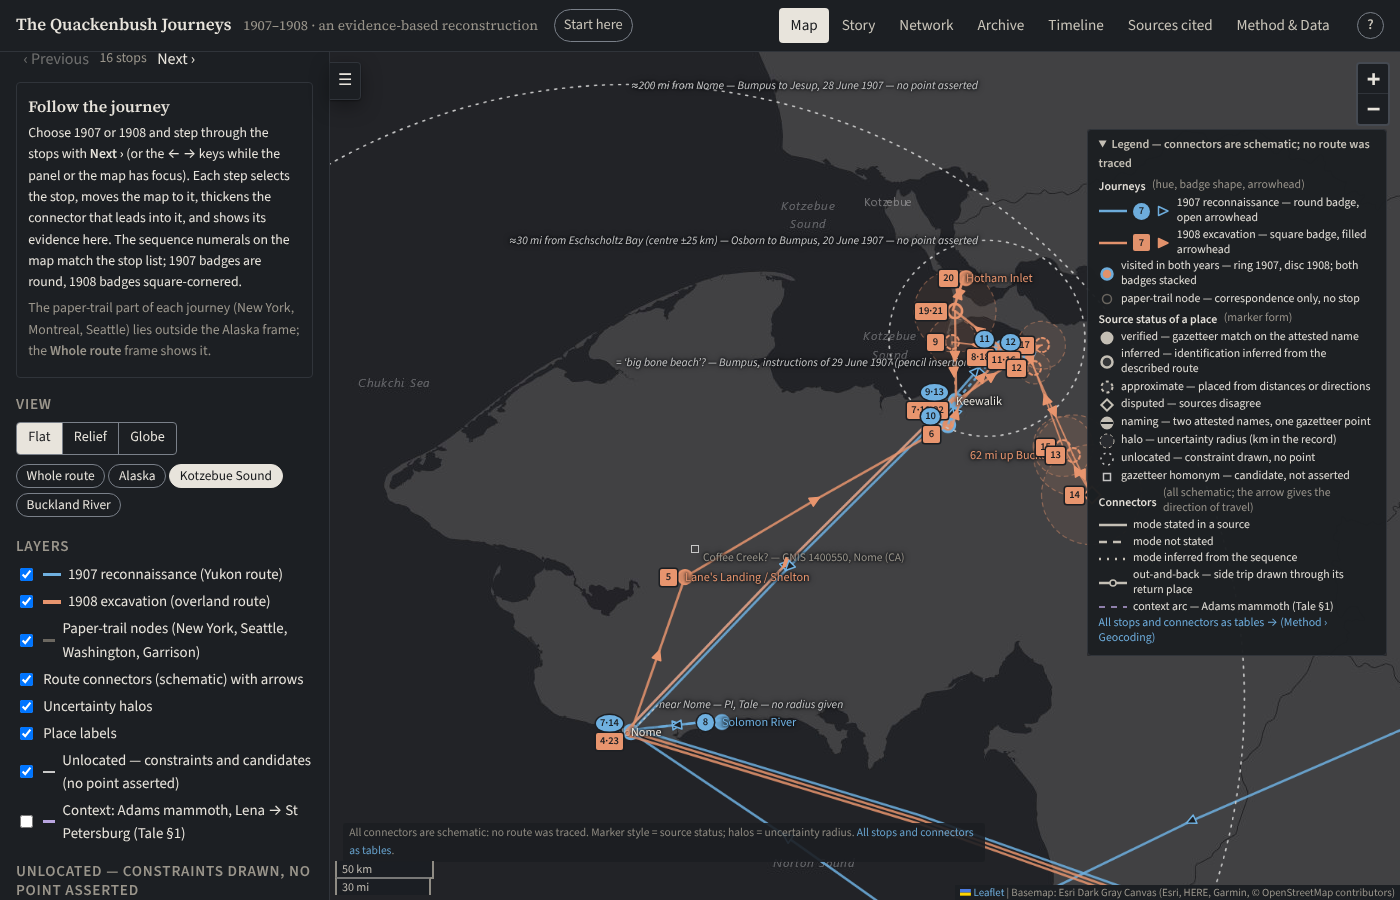 The Quackenbush Journeys
1907–1908 · an evidence-based reconstruction
Start here
Map
Story
Network
Archive
Timeline
Sources cited
Method & Data
?
‹ Previous
16 stops
Next ›
Follow the journey
Choose 1907 or 1908 and step through the
stops with Next › (or the ← → keys while the
panel or the map has focus). Each step selects
the stop, moves the map to it, thickens the
connector that leads into it, and shows its
evidence here. The sequence numerals on the
map match the stop list; 1907 badges are
round, 1908 badges square-cornered.
The paper-trail part of each journey (New York,
Montreal, Seattle) lies outside the Alaska frame;
the Whole route frame shows it.
VIEW
Flat
Relief
Globe
Whole route
Alaska
Kotzebue Sound
Buckland River
LAYERS
1907 reconnaissance (Yukon route)
1908 excavation (overland route)
Paper-trail nodes (New York, Seattle,
Washington, Garrison)
Route connectors (schematic) with arrows
Uncertainty halos
Place labels
Unlocated — constraints and candidates
(no point asserted)
Context: Adams mammoth, Lena → St
Petersburg (Tale §1)
UNLOCATED — CONSTRAINTS DRAWN, NO
POINT ASSERTED
☰
≈200 mi from Nome — Bumpus to Jesup, 28 June 1907 — no point asserted
Kotzebue
Sound
Kotzebue
≈30 mi from Eschscholtz Bay (centre ±25 km) — Osborn to Bumpus, 20 June 1907 — no point asserted
20
Hotham Inlet
19·21
Kotzebue
Sound
9
11
12
17
= ‘big bone beach’? — Bumpus, instructions of 29 June 1907 (pencil
12
Chukchi Sea
9·13
Keewalik
10
6
62 mi up
13
14
Coffee Creek? — GNIS 1400550, Nome (CA)
5
Lane's Landing / Shelton
near Nome — PI, Tale — no radius given
7·14
8
Solomon River
Nome
4·23
All connectors are schematic: no route was traced. Marker style = source status; halos = uncertainty radius. All stops and connectors
as tables.
Norton Sound
50 km
30 mi
+
−
▼ Legend — connectors are schematic; no route was
traced
Journeys (hue, badge shape, arrowhead)
7
1907 reconnaissance — round badge,
open arrowhead
7
1908 excavation — square badge, filled
arrowhead
visited in both years — ring 1907, disc 1908; both
badges stacked
paper-trail node — correspondence only, no stop
Source status of a place (marker form)
verified — gazetteer match on the attested name
inferred — identification inferred from the
described route
approximate — placed from distances or directions
disputed — sources disagree
naming — two attested names, one gazetteer point
halo — uncertainty radius (km in the record)
unlocated — constraint drawn, no point
gazetteer homonym — candidate, not asserted
Connectors (all schematic; the arrow gives the
direction of travel)
mode stated in a source
mode not stated
mode inferred from the sequence
out-and-back — side trip drawn through its
return place
context arc — Adams mammoth (Tale §1)
All stops and connectors as tables → (Method ›
Geocoding)
Leaflet | Basemap: Esri Dark Gray Canvas (Esri, HERE, Garmin, © OpenStreetMap contributors)